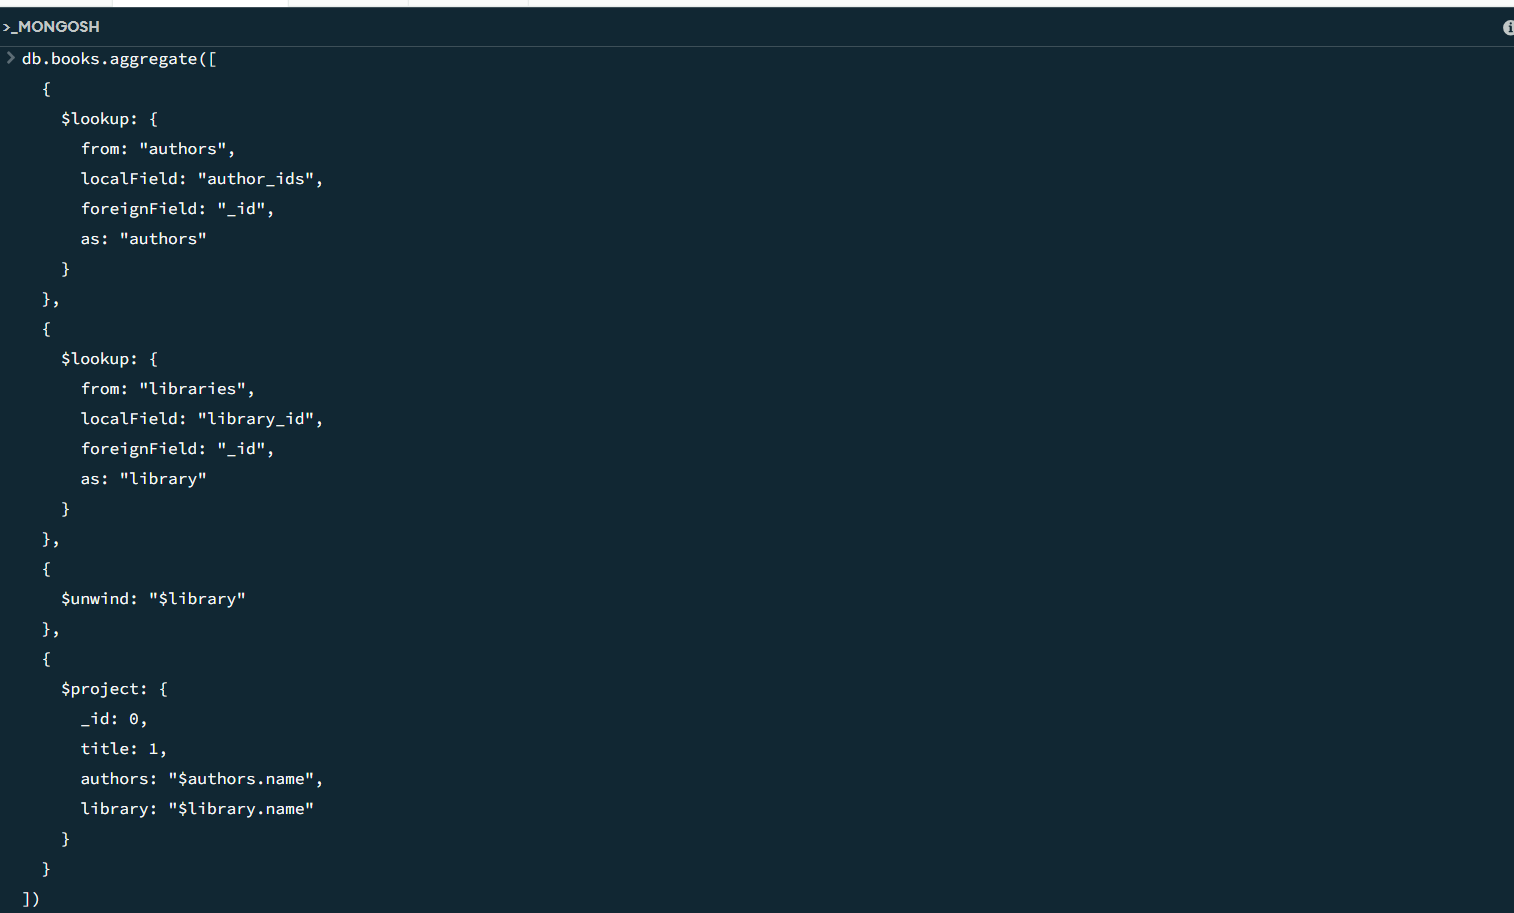 >_MONGOSH
> db.books.aggregate([
{
$lookup: {
from: "authors",
localField: "author_ids",
foreignField: "_id",
as: "authors"
}
},
{
$lookup: {
from: "libraries",
localField: "library_id",
foreignField: "_id",
as: "library"
}
},
{
$unwind: "$library"
},
{
$project: {
_id: 0,
title: 1,
authors: "$authors.name",
library: "$library.name"
}
}
])